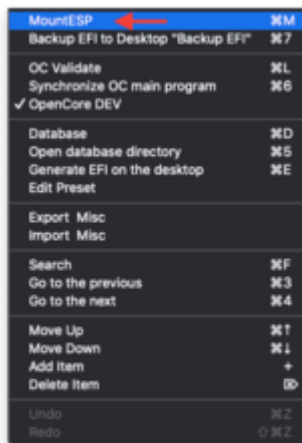 MountESP ⌘M
Backup EFI to Desktop "Backup EFI" ⌘7
OC Validate ⌘L
Synchronize OC main program ⌘6
✓ OpenCore DEV
Database ⌘D
Open database directory ⌘5
Generate EFI on the desktop ⌘E
Edit Preset
Export Misc
Import Misc
Search ⌘F
Go to the previous ⌘3
Go to the next ⌘4
Move Up ⌘↑
Move Down ⌘↓
Add Item +
Delete Item ⌦
Undo ⌘Z
Redo ⇧⌘Z